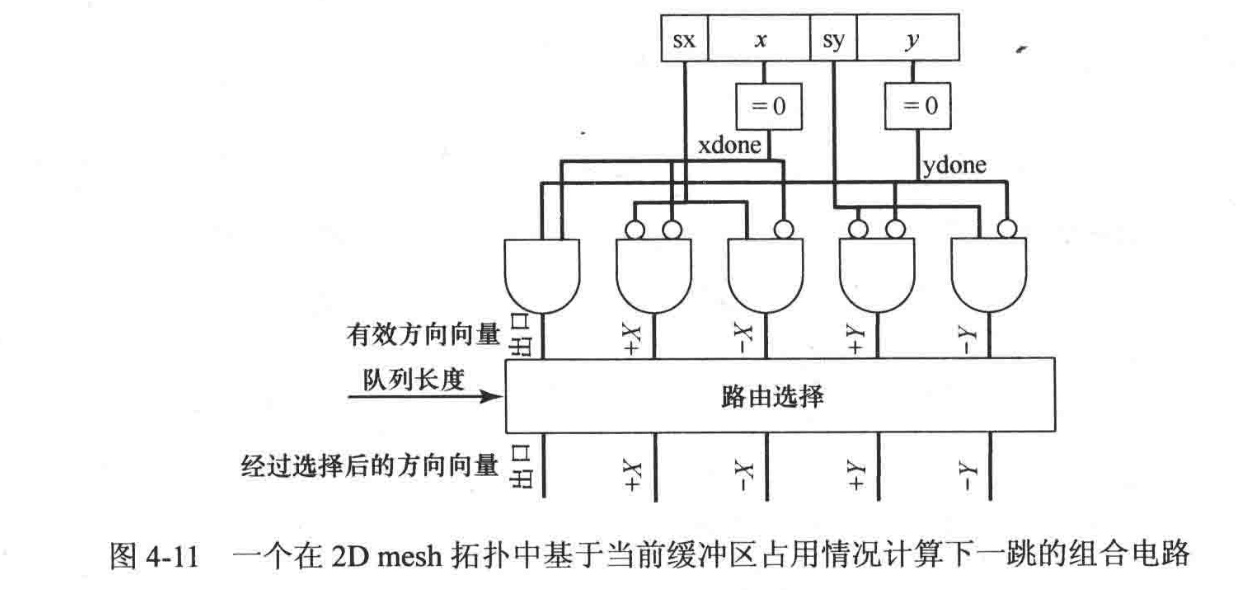 sx x sy y
= 0 = 0
xdone
ydone
有效方向向量 出口 +X −X +Y −Y
队列长度
路由选择
经过选择后的方向向量 出口 +X −X +Y −Y
图 4-11 一个在 2D mesh 拓扑中基于当前缓冲区占用情况计算下一跳的组合电路